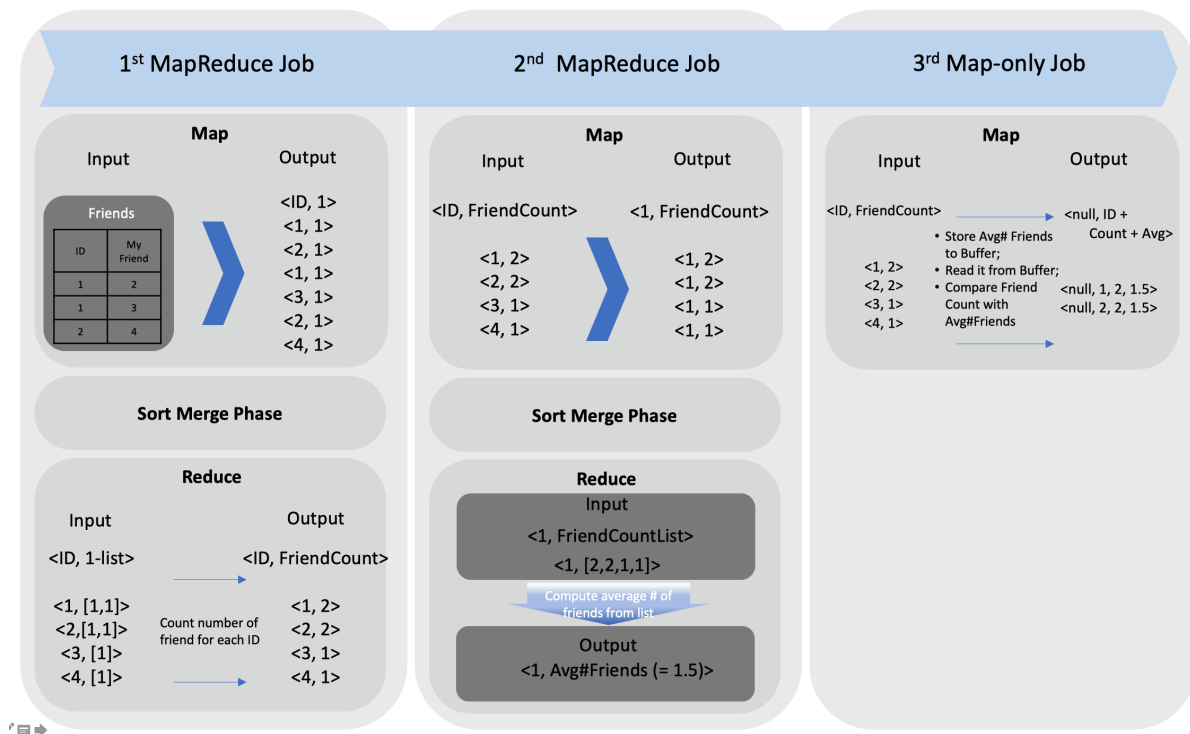 1st MapReduce Job
2nd MapReduce Job
3rd Map-only Job
Map
Input
Output
Friends
ID
My
Friend
1
2
1
3
2
4
<ID, 1>
<1, 1>
<2, 1>
<1, 1>
<3, 1>
<2, 1>
<4, 1>
Sort Merge Phase
Reduce
Input
Output
<ID, 1-list>
<ID, FriendCount>
<1, [1,1]>
<2,[1,1]>
<3, [1]>
<4, [1]>
Count number of
friend for each ID
<1, 2>
<2, 2>
<3, 1>
<4, 1>
Map
Input
Output
<ID, FriendCount>
<1, FriendCount>
<1, 2>
<2, 2>
<3, 1>
<4, 1>
<1, 2>
<1, 2>
<1, 1>
<1, 1>
Sort Merge Phase
Reduce
Input
<1, FriendCountList>
<1, [2,2,1,1]>
Compute average # of
friends from list
Output
<1, Avg#Friends (= 1.5)>
Map
Input
Output
<ID, FriendCount>
<1, 2>
<2, 2>
<3, 1>
<4, 1>
• Store Avg# Friends
to Buffer;
• Read it from Buffer;
• Compare Friend
Count with
Avg#Friends
<null, ID +
Count + Avg>
<null, 1, 2, 1.5>
<null, 2, 2, 1.5>